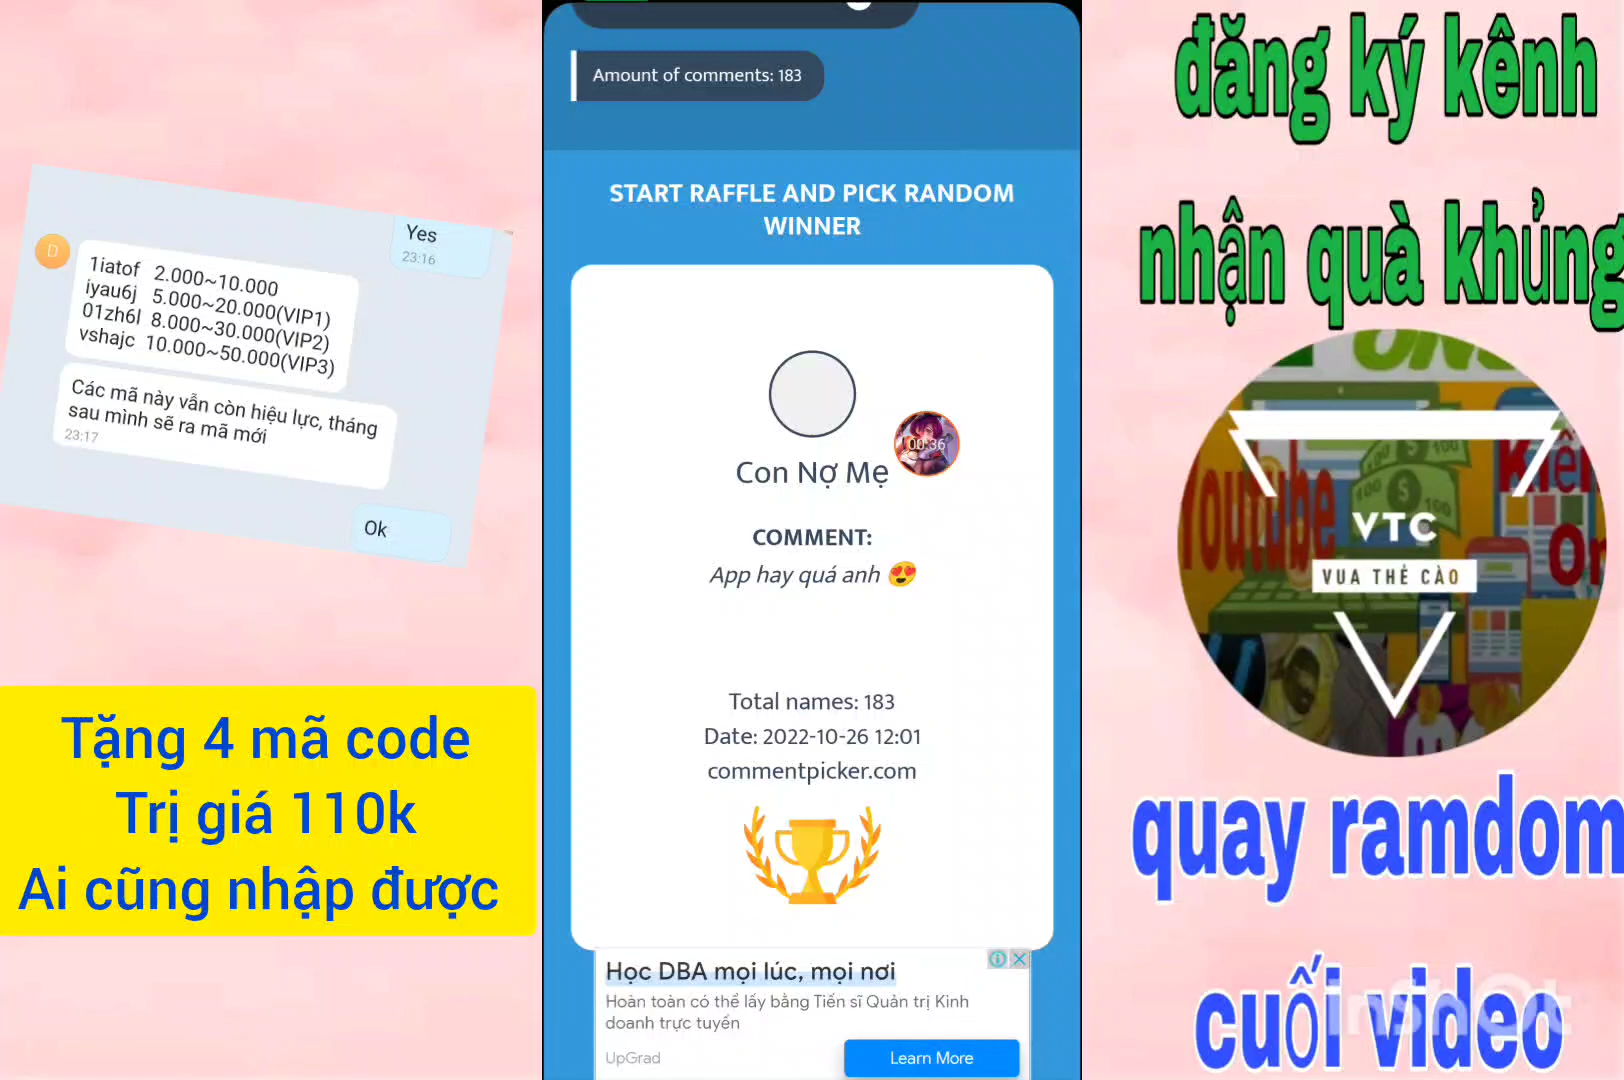 Yes
23:16
D
1iatof 2.000~10.000
iyau6j 5.000~20.000(VIP1)
01zh6l 8.000~30.000(VIP2)
vshajc 10.000~50.000(VIP3)
Các mã này vẫn còn hiệu lực, tháng
sau mình sẽ ra mã mới
23:17
Ok
Tặng 4 mã code
Trị giá 110k
Ai cũng nhập được
Amount of comments: 183
START RAFFLE AND PICK RANDOM
WINNER
00:36
Con Nợ Mẹ
COMMENT:
App hay quá anh 😍
Total names: 183
Date: 2022-10-26 12:01
commentpicker.com
Học DBA mọi lúc, mọi nơi
Hoàn toàn có thể lấy bằng Tiến sĩ Quản trị Kinh
doanh trực tuyến
UpGrad
Learn More
đăng ký kênh
nhận quà khủng
Youtube
100
100
VTC
VUA THẺ CÀO
quay ramdom
cuối video
InShOt